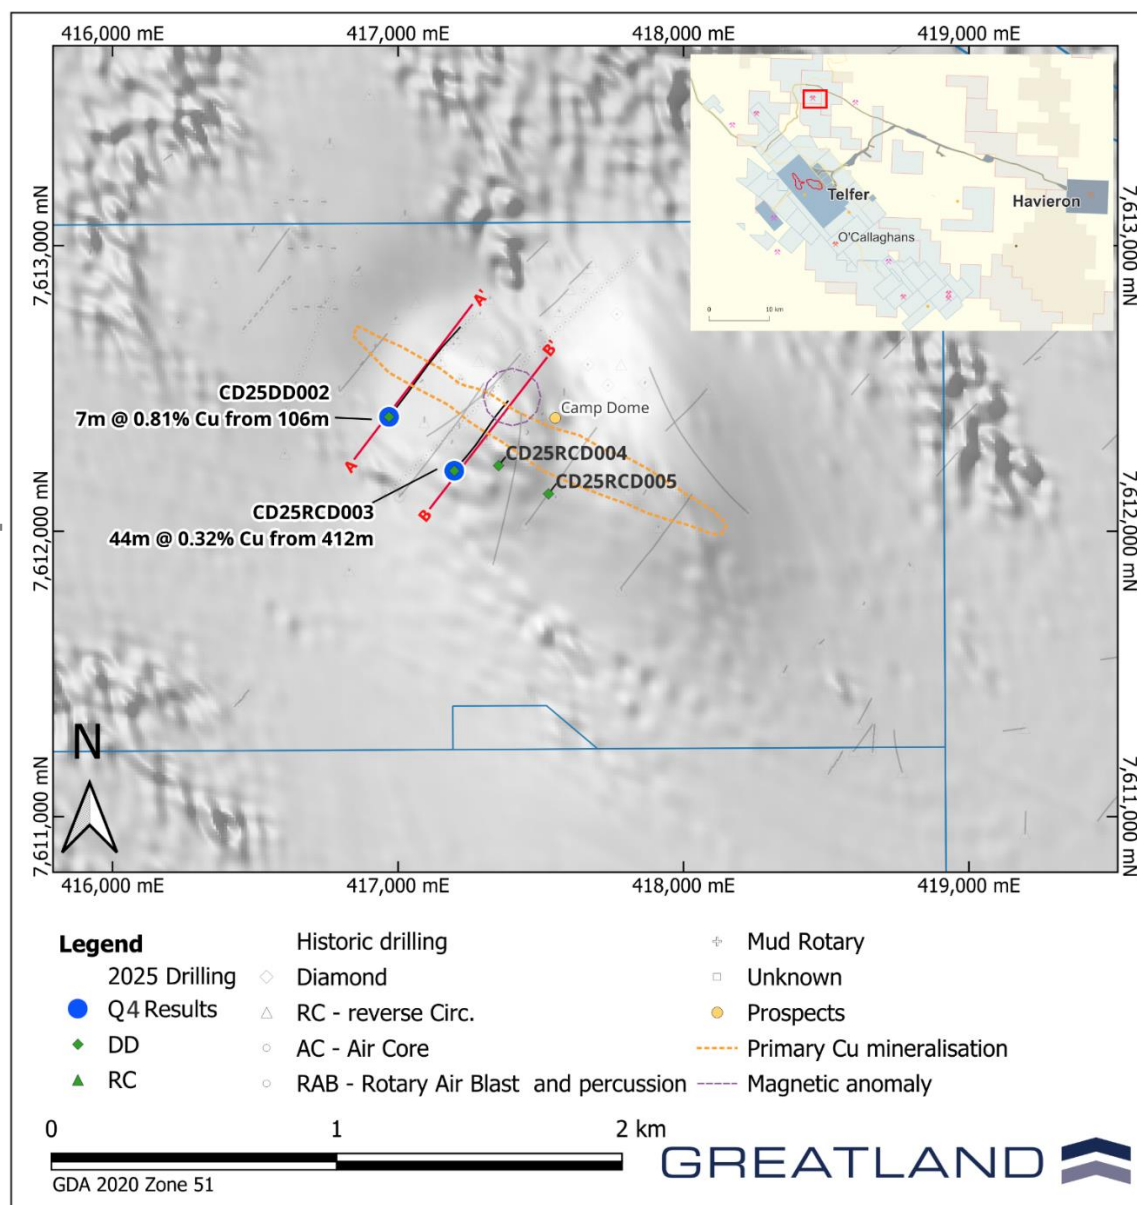 416,000 mE
417,000 mE
418,000 mE
419,000 mE
7,613,000 mN
7,612,000 mN
7,611,000 mN
7,613,000 mN
7,612,000 mN
7,611,000 mN
Telfer
Havieron
O'Callaghans
0
10 km
A'
B'
CD25DD002
7m @ 0.81% Cu from 106m
Camp Dome
A
CD25RCD004
CD25RCD005
B
CD25RCD003
44m @ 0.32% Cu from 412m
N
416,000 mE
417,000 mE
418,000 mE
419,000 mE
Legend
2025 Drilling
Q4 Results
DD
RC
Historic drilling
Diamond
RC - reverse Circ.
AC - Air Core
RAB - Rotary Air Blast and percussion
Mud Rotary
Unknown
Prospects
Primary Cu mineralisation
Magnetic anomaly
0
1
2 km
GDA 2020 Zone 51
GREATLAND